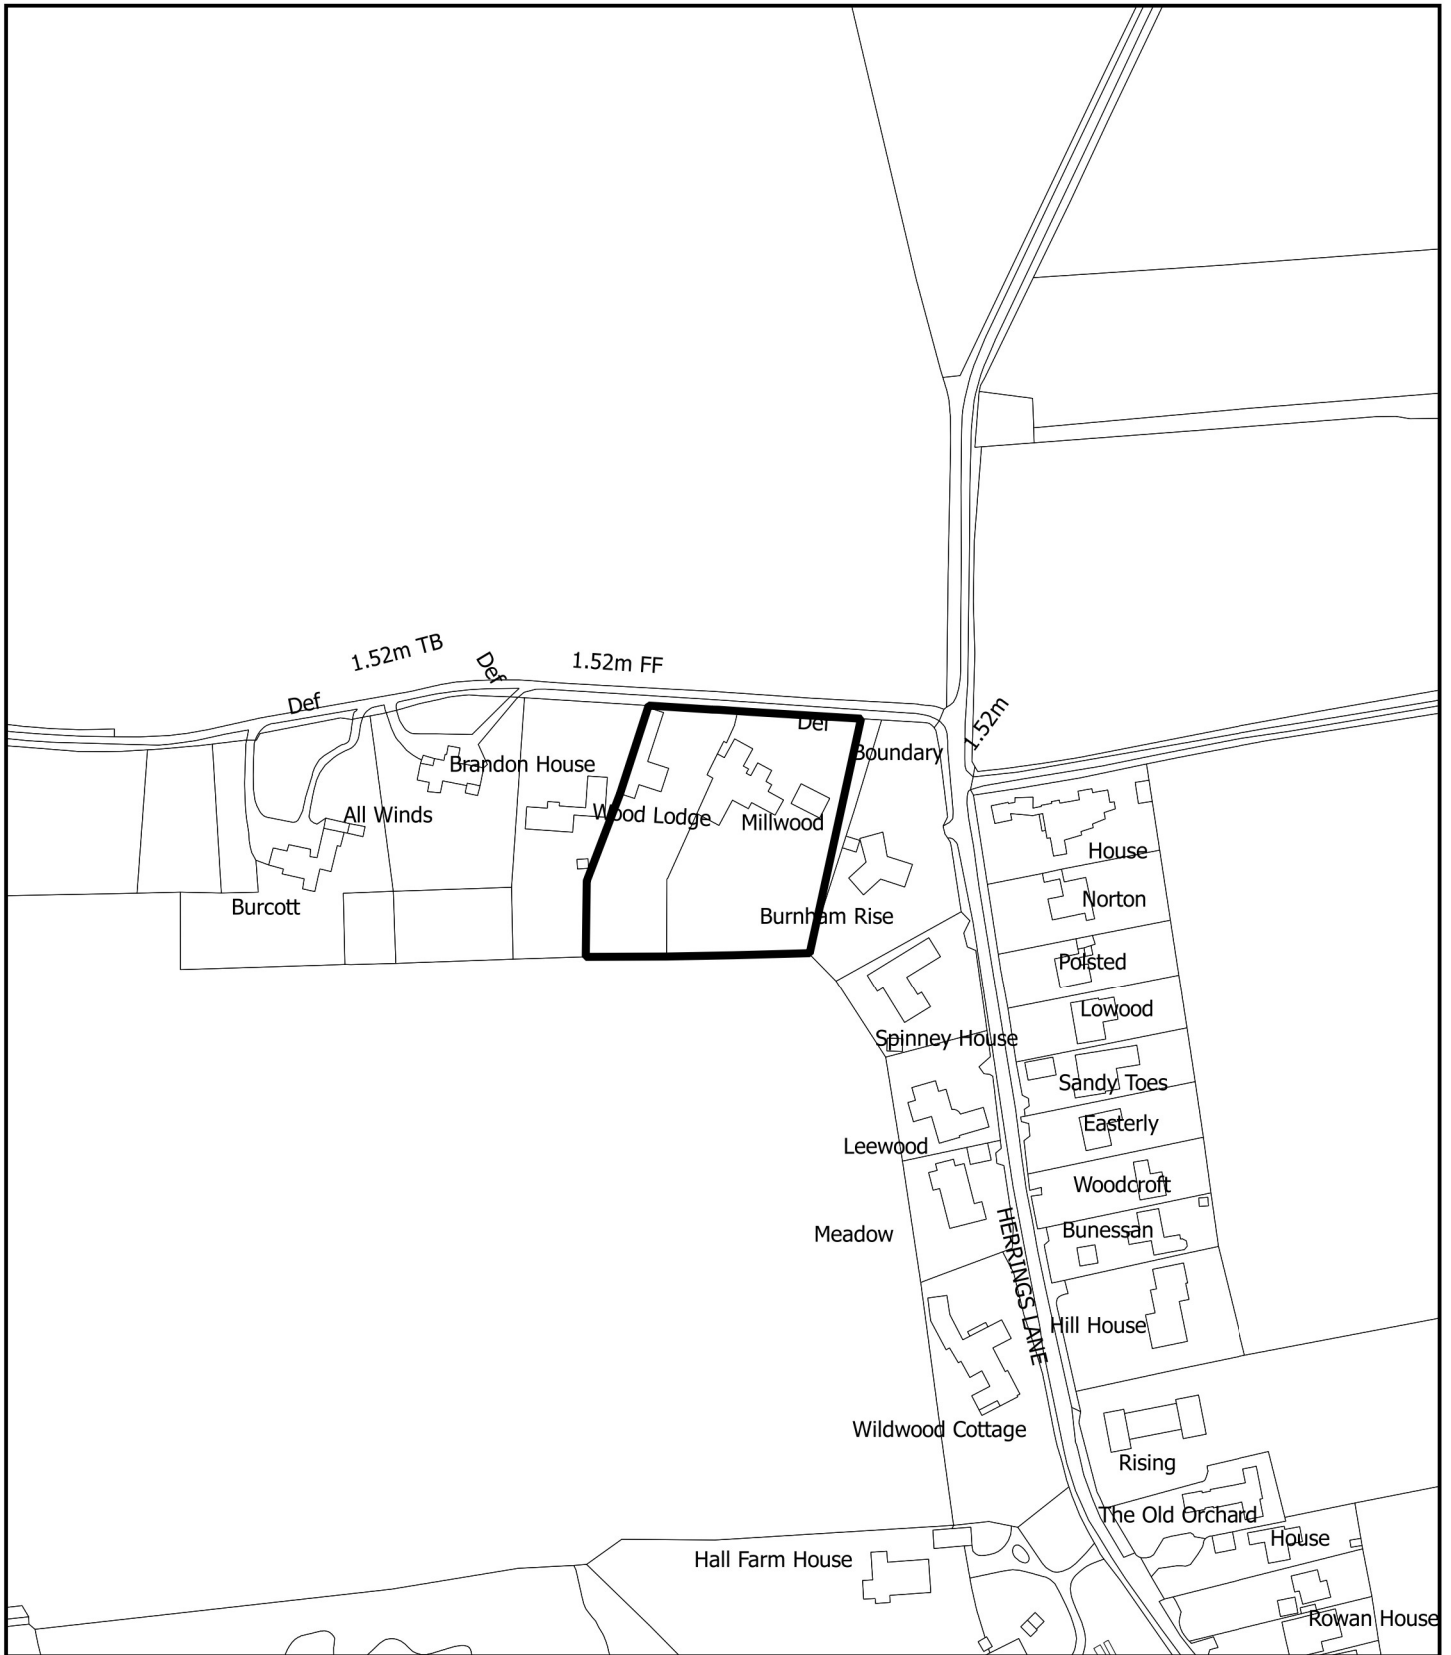 1.52m TB
Def
1.52m FF
Def
Def
1.52m
Boundary
Brandon House
All Winds
Wood Lodge
Millwood
House
Norton
Burcott
Burnham Rise
Polsted
Lowood
Spinney House
Sandy Toes
Easterly
Leewood
Woodcroft
Meadow
Bunessan
HERRINGS LANE
Hill House
Wildwood Cottage
Rising
The Old Orchard
House
Hall Farm House
Rowan House